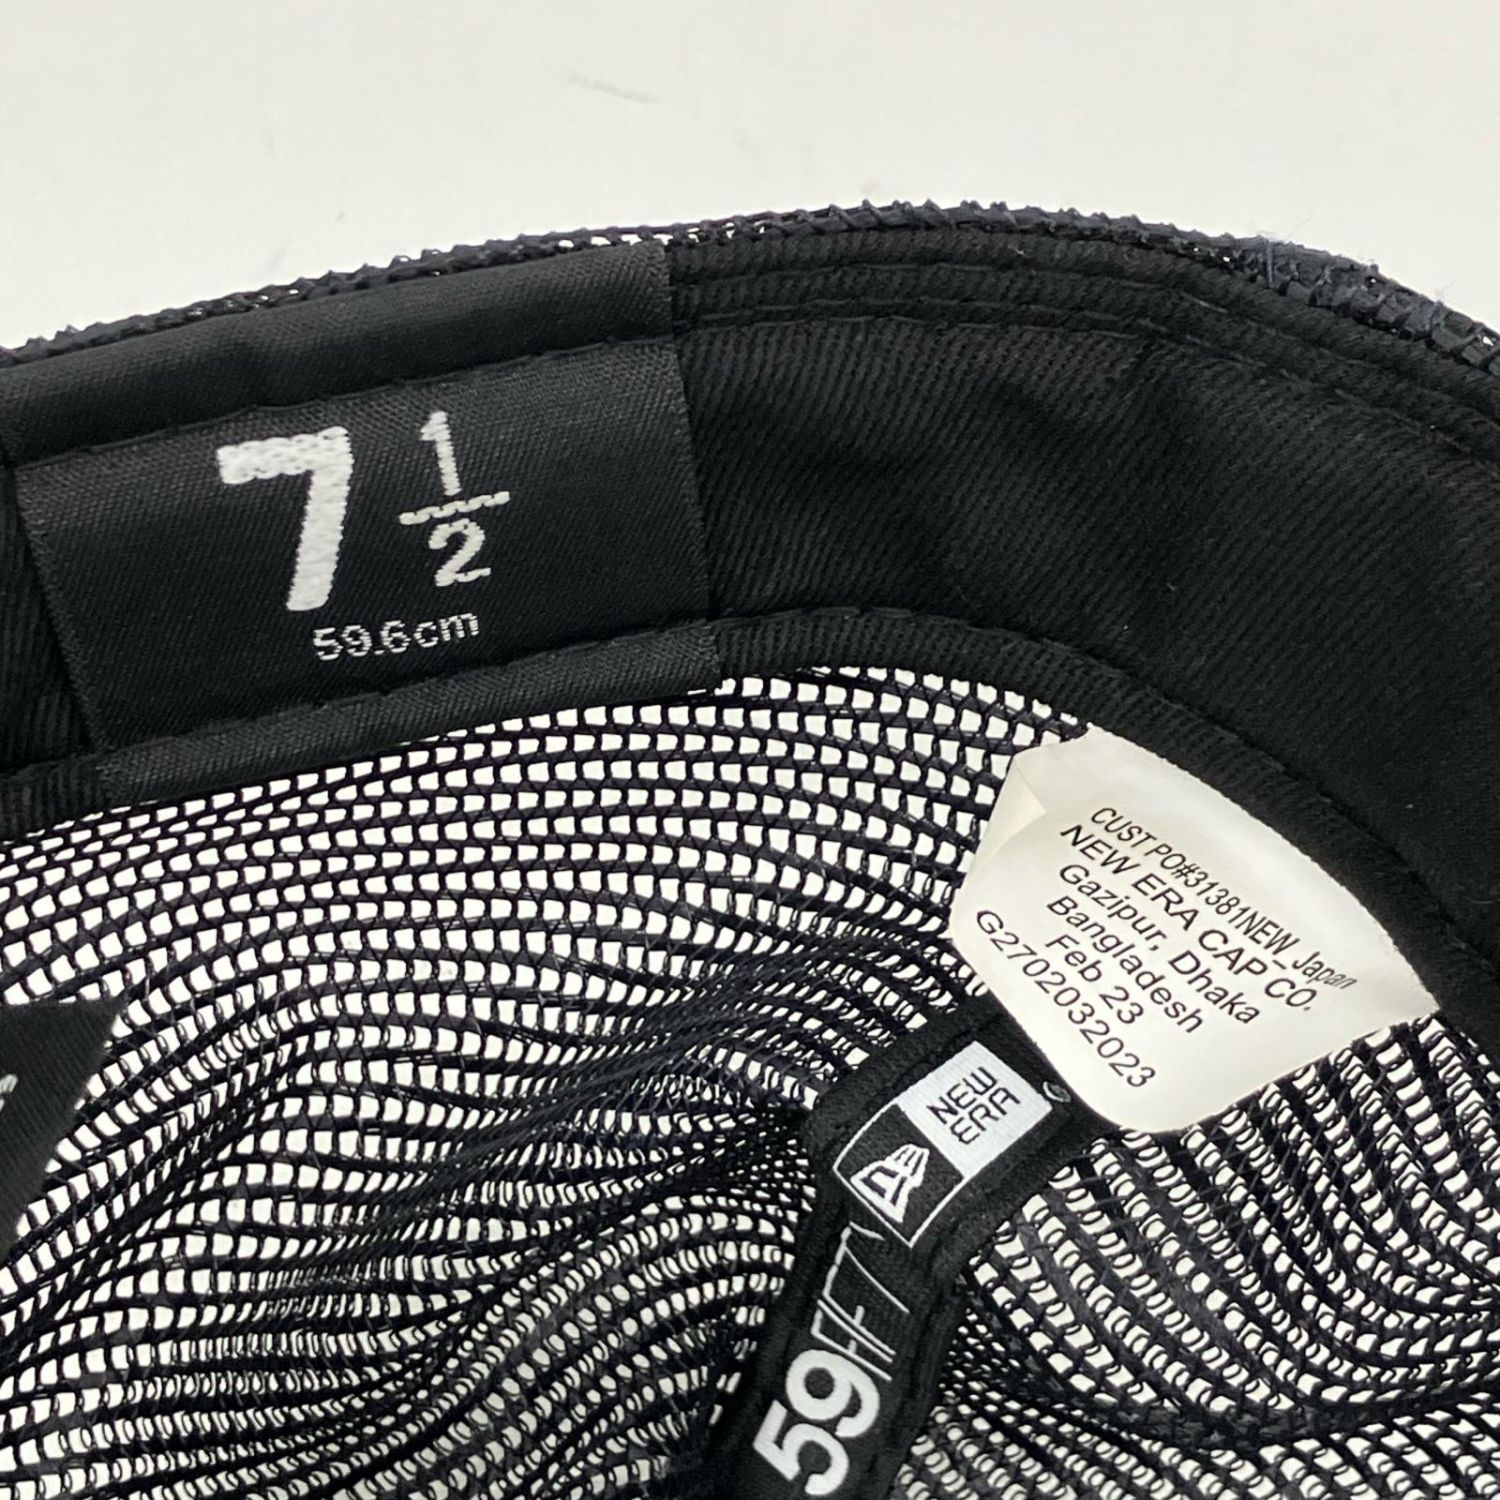 7 1/2
59.6cm
CUST PO#31381NEW_Japan
NEW ERA CAP CO.
Gazipur, Dhaka
Bangladesh
Feb 23
G2702032023
NEW
ERA
59FIFTY